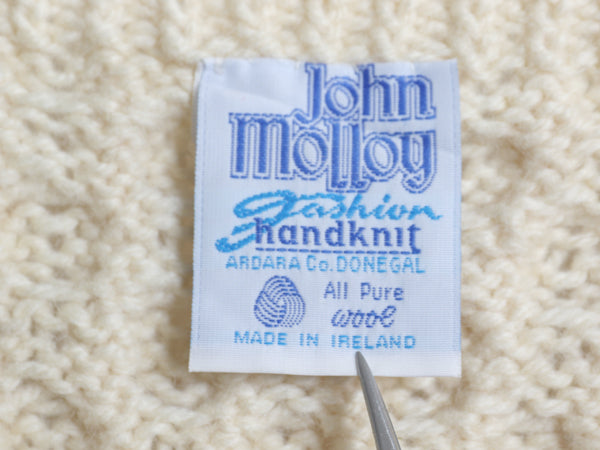 John
Molloy
fashion
handknit
ARDARA Co. DONEGAL
All Pure
wool
MADE IN IRELAND